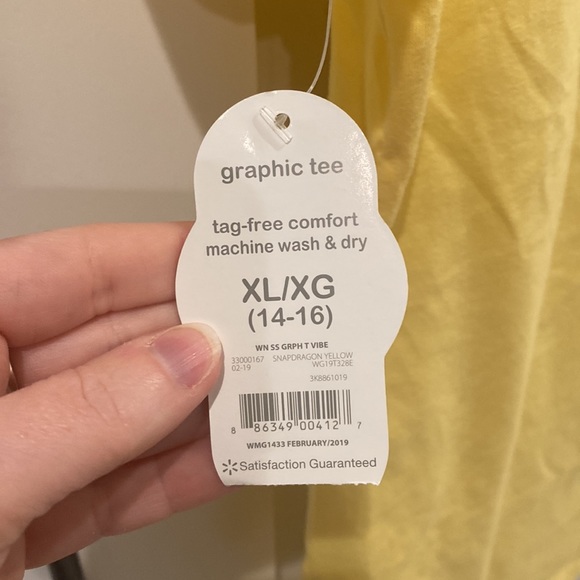 graphic tee
tag-free comfort
machine wash & dry
XL/XG
(14-16)
WN SS GRPH T VIBE
33000167 SNAPDRAGON YELLOW
02-19 WG19T328E
3K8861019
8 86349 00412 7
WMG1433 FEBRUARY/2019
Satisfaction Guaranteed